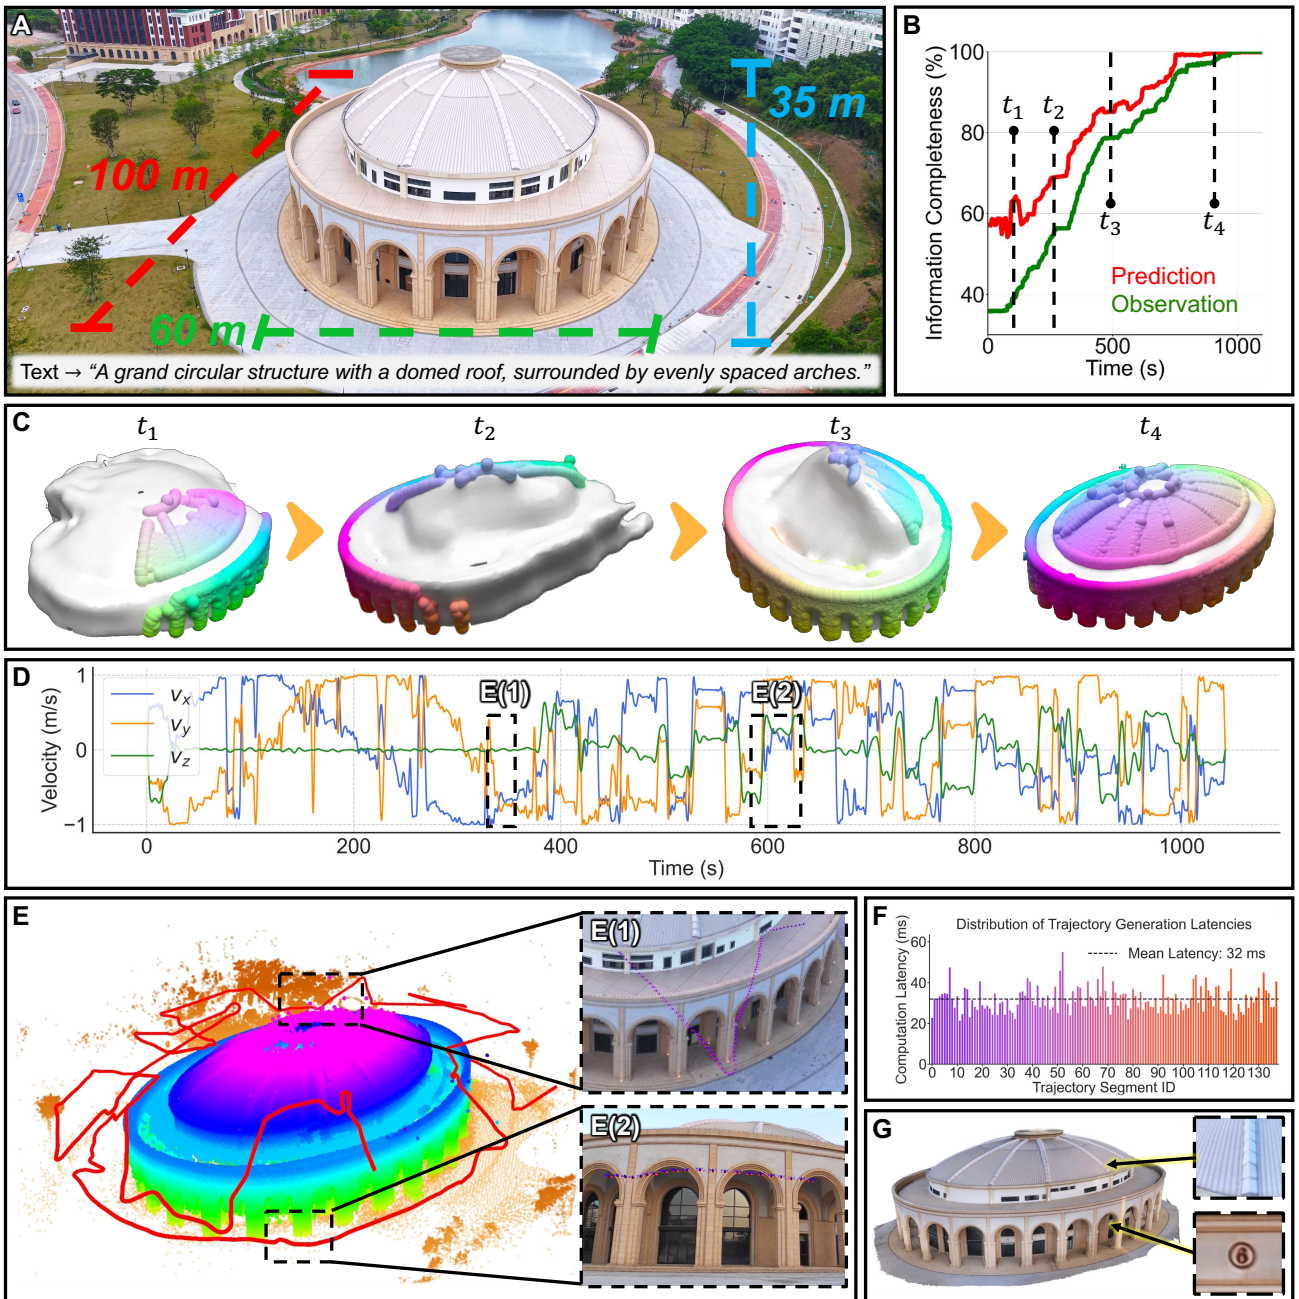 A
100 m
35 m
60 m
Text → “A grand circular structure with a domed roof, surrounded by evenly spaced arches.”
B
Information Completeness (%)
100
80
60
40
t1
t2
t3
t4
Prediction
Observation
0
500
1000
Time (s)
C
t1
t2
t3
t4
D
Velocity (m/s)
1
0
−1
vx
vy
vz
E(1)
E(2)
0
200
400
600
800
1000
Time (s)
E
E(1)
E(2)
F
Distribution of Trajectory Generation Latencies
Computation Latency (ms)
60
40
20
0
Mean Latency: 32 ms
0 10 20 30 40 50 60 70 80 90 100 110 120 130
Trajectory Segment ID
G
6